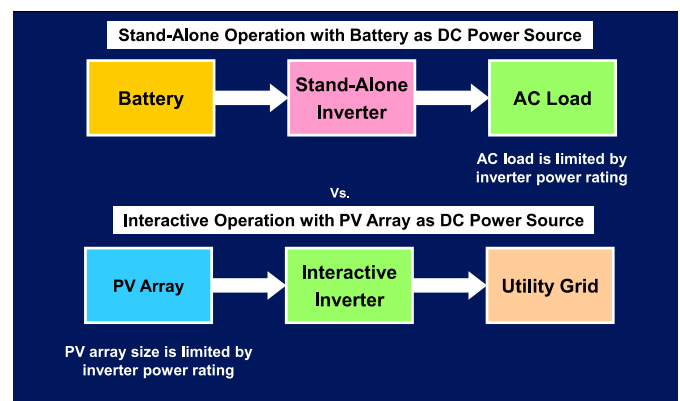 Stand-Alone Operation with Battery as DC Power Source
Battery
Stand-Alone
Inverter
AC Load
AC load is limited by
inverter power rating
Vs.
Interactive Operation with PV Array as DC Power Source
PV Array
Interactive
Inverter
Utility Grid
PV array size is limited by
inverter power rating